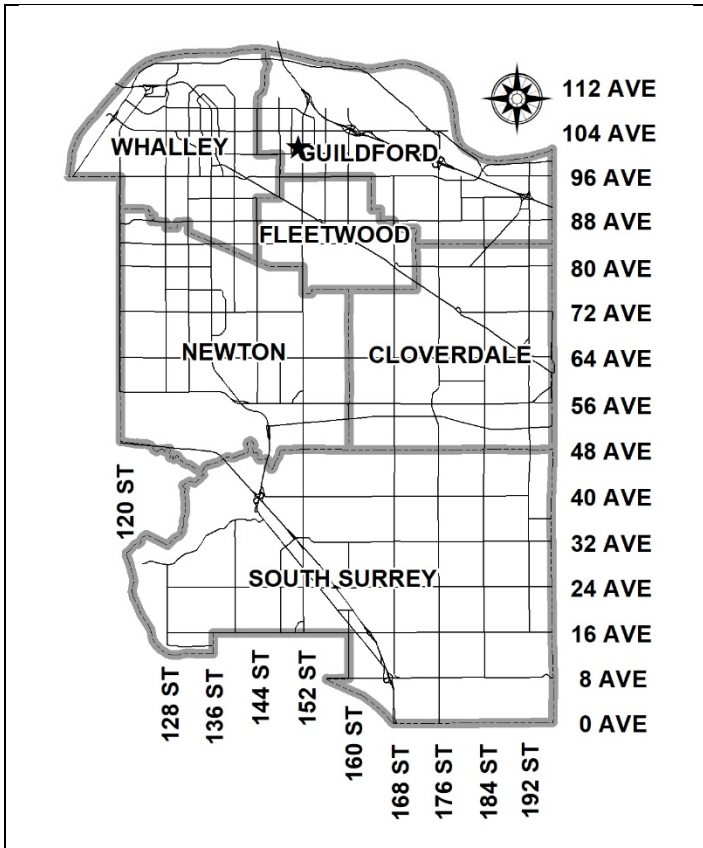 112 AVE
104 AVE
WHALLEY
GUILDFORD
96 AVE
88 AVE
FLEETWOOD
80 AVE
72 AVE
NEWTON
CLOVERDALE
64 AVE
56 AVE
48 AVE
120 ST
40 AVE
32 AVE
SOUTH SURREY
24 AVE
16 AVE
8 AVE
0 AVE
128 ST
136 ST
144 ST
152 ST
160 ST
168 ST
176 ST
184 ST
192 ST